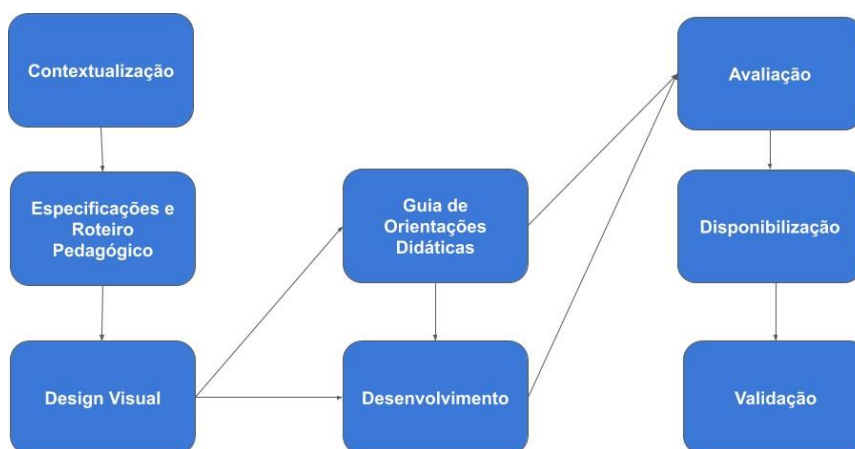 Contextualização
Especificações e
Roteiro
Pedagógico
Design Visual
Guia de
Orientações
Didáticas
Desenvolvimento
Avaliação
Disponibilização
Validação